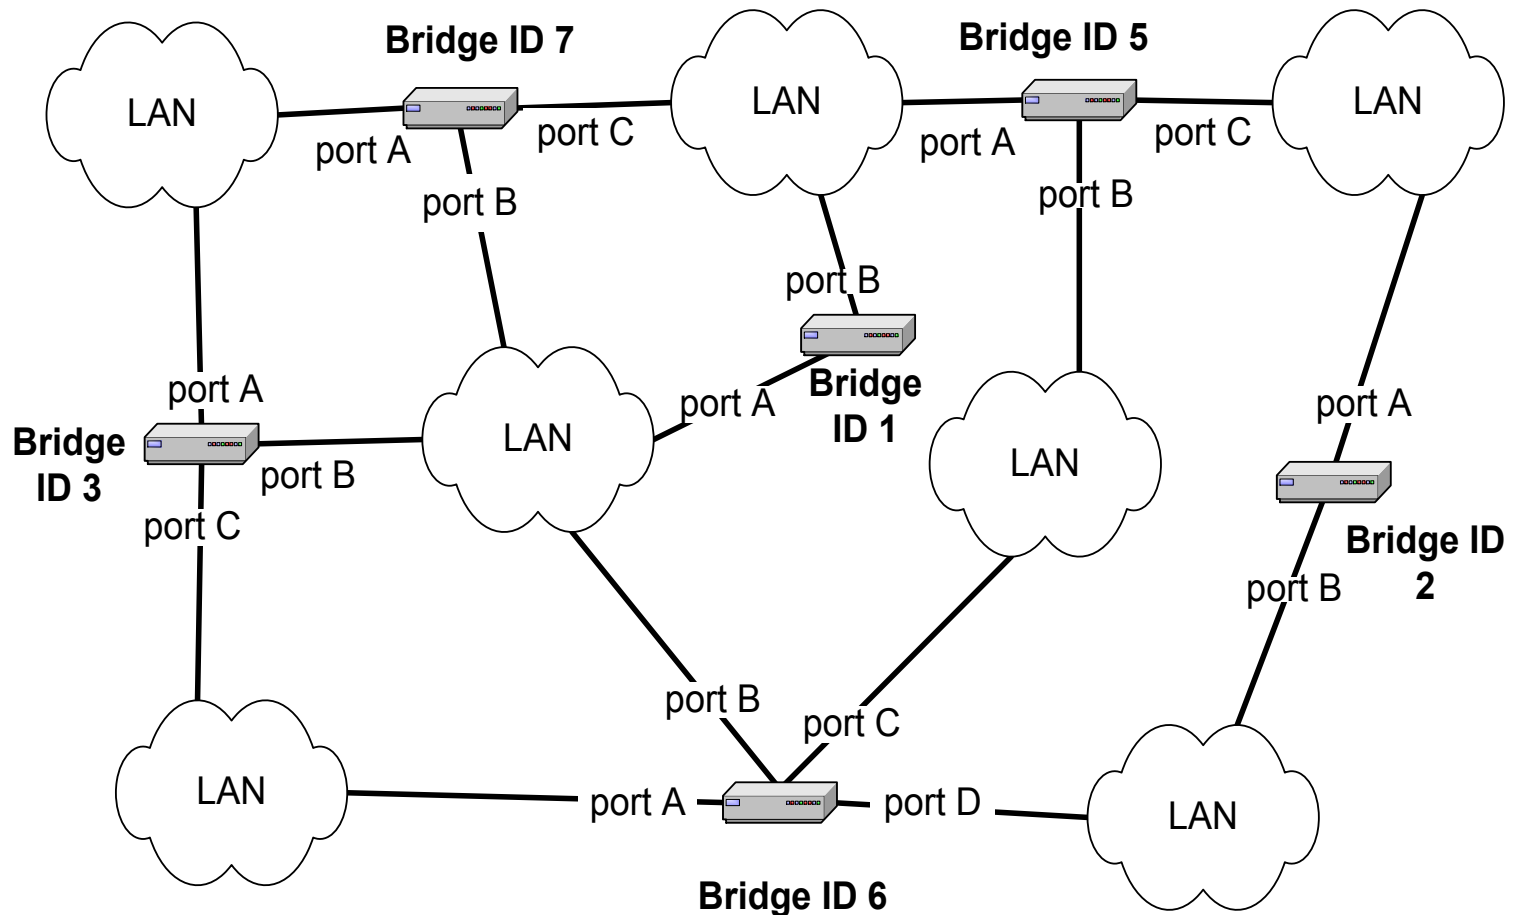 Bridge ID 7
Bridge ID 5
LAN
LAN
LAN
port A
port C
port A
port C
port B
port B
port B
port A
port A
port A
Bridge
ID 1
Bridge
ID 3
LAN
port B
LAN
port C
Bridge ID
2
port B
port B
port C
LAN
port A
port D
LAN
Bridge ID 6